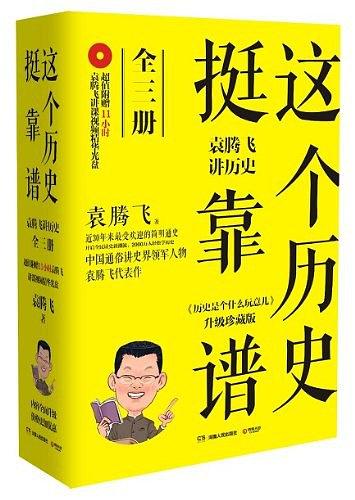 这个历史
挺靠谱
袁腾飞
讲历史
《历史是个什么玩意儿》
升级珍藏版
全三册
超值附赠11小时
袁腾飞讲课视频精华光盘
袁腾飞 著
近30年来最受欢迎的简明通史
中国通俗讲史界领军人物
袁腾飞代表作
湖南人民出版社
这个历史
挺靠谱
袁腾飞讲历史
全三册
袁腾飞
著